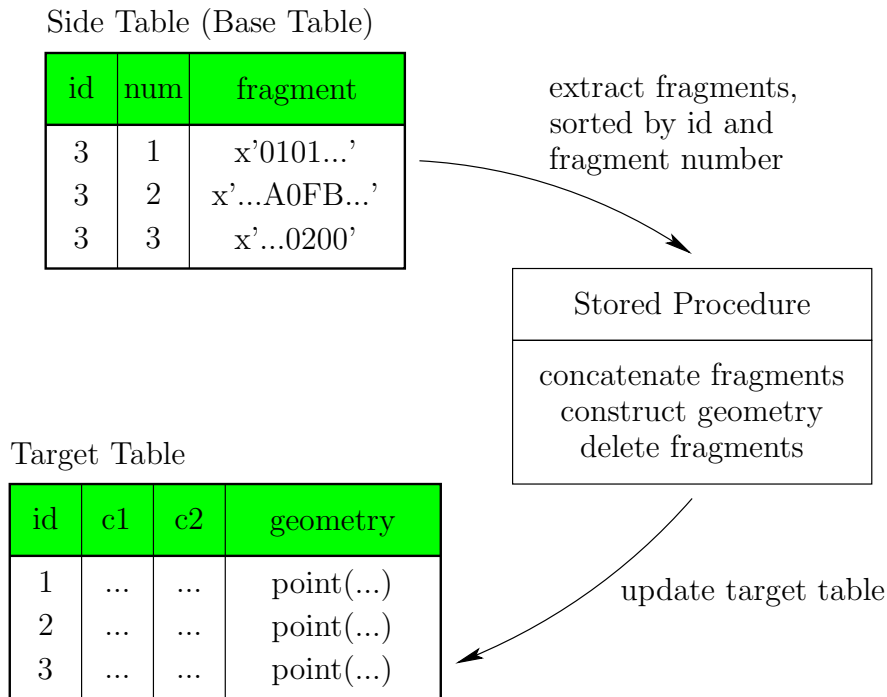 Side Table (Base Table)
id num fragment
3 1 x’0101...’
3 2 x’...A0FB...’
3 3 x’...0200’
extract fragments,
sorted by id and
fragment number
Stored Procedure
concatenate fragments
construct geometry
delete fragments
Target Table
id c1 c2 geometry
1 ... ... point(...)
2 ... ... point(...)
3 ... ... point(...)
update target table